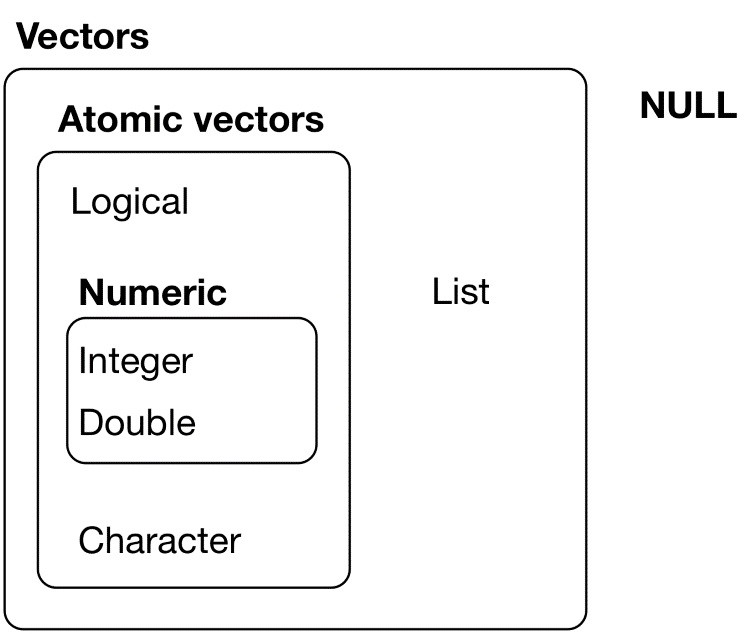 Vectors
NULL
Atomic vectors
Logical
Numeric
List
Integer
Double
Character